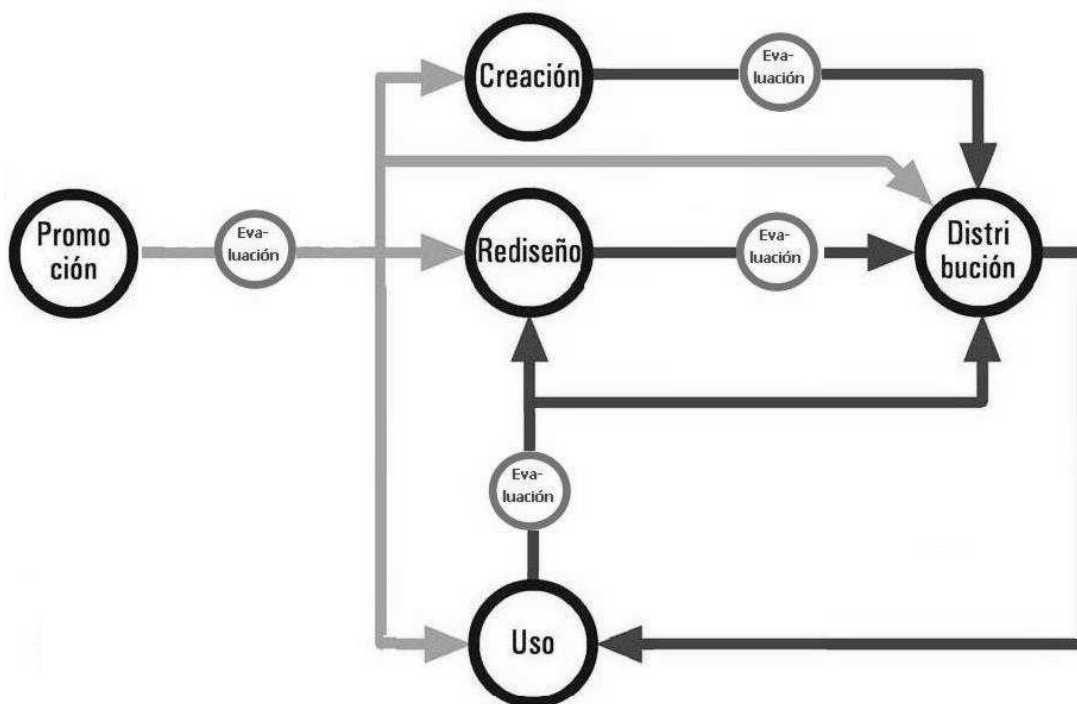 Creación
Eva-
luación
Promo
ción
Eva-
luación
Rediseño
Eva-
luación
Distri
bución
Eva-
luación
Uso